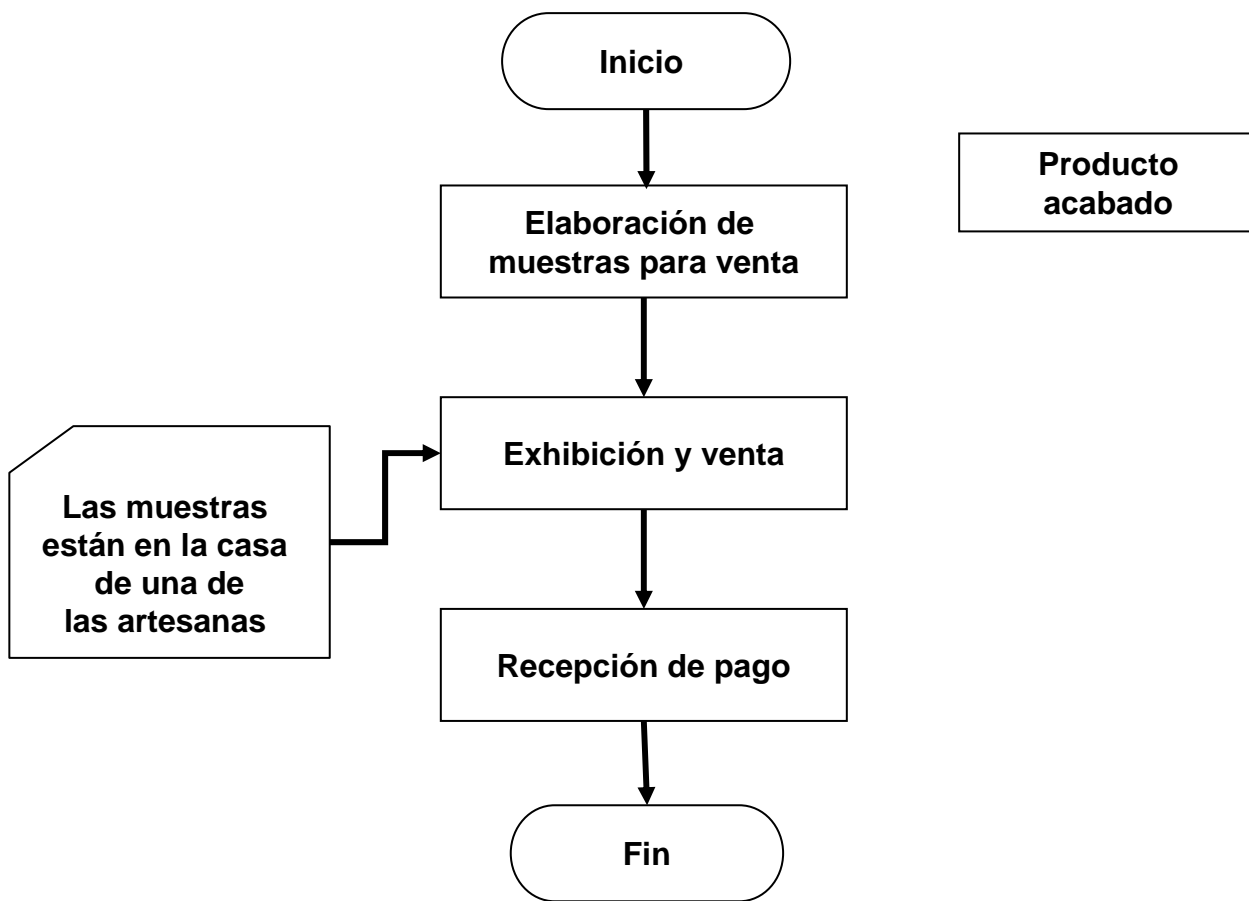 Inicio
Producto
acabado
Elaboración de
muestras para venta
Exhibición y venta
Las muestras
están en la casa
de una de
las artesanas
Recepción de pago
Fin